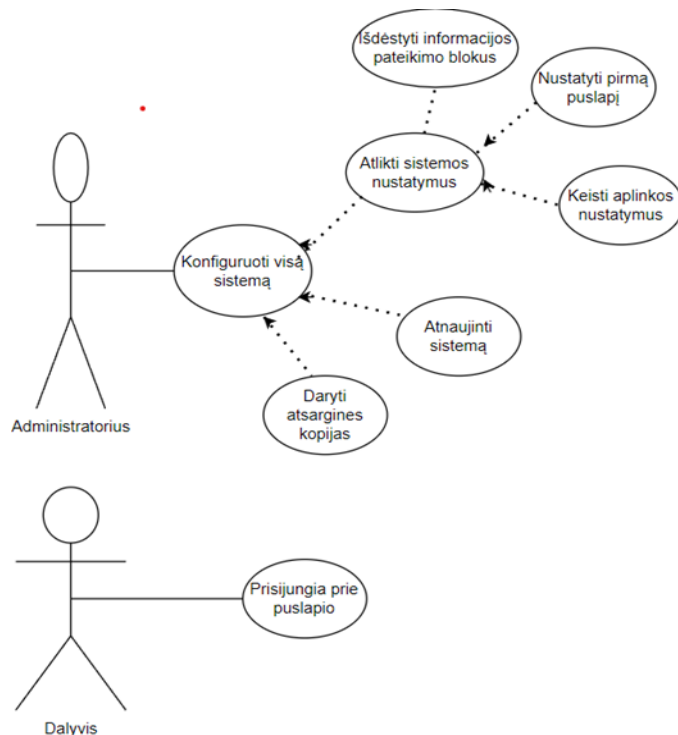 Išdėstyti informacijos
pateikimo blokus
Nustatyti pirmą
puslapį
Atlikti sistemos
nustatymus
Keisti aplinkos
nustatymus
Konfiguruoti visą
sistemą
Atnaujinti
sistemą
Daryti
atsargines
kopijas
Administratorius
Prisijungia prie
puslapio
Dalyvis